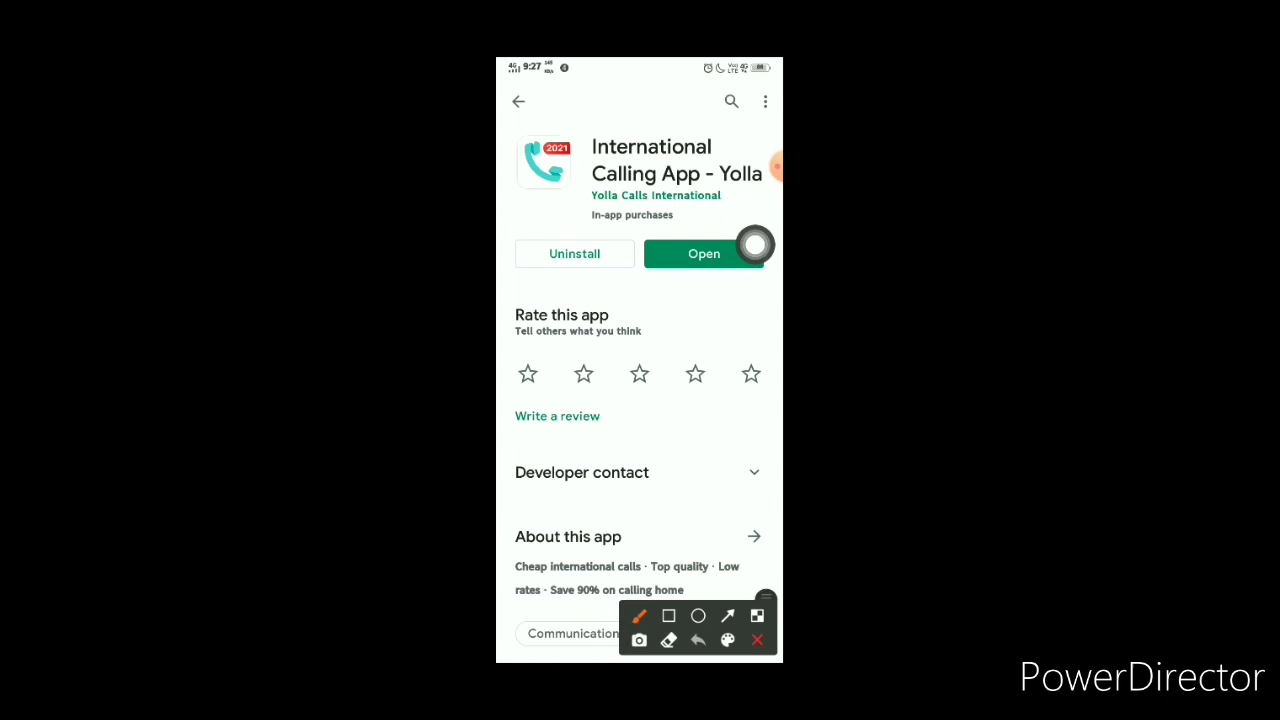 4G 9:27
2021
International
Calling App - Yolla
Yolla Calls International
In-app purchases
Uninstall
Open
Rate this app
Tell others what you think
Write a review
Developer contact
About this app
Cheap international calls · Top quality · Low
rates · Save 90% on calling home
Communication
PowerDirector